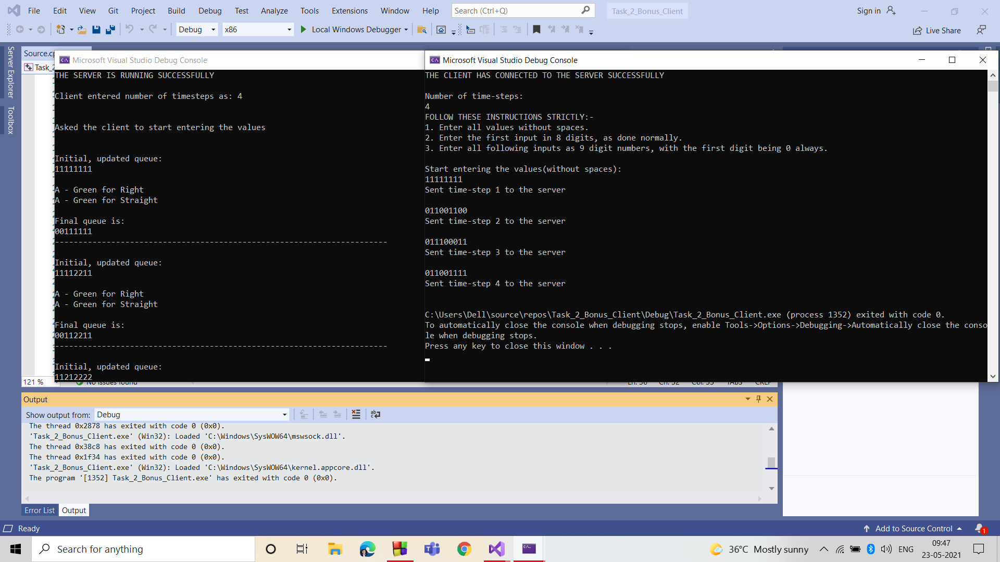 File Edit View Git Project Build Debug Test Analyze Tools Extensions Window Help Search (Ctrl+Q) Task_2_Bonus_Client Sign in
Debug x86 Local Windows Debugger Live Share
Server Explorer
Toolbox
Source.cp
Task_2
Microsoft Visual Studio Debug Console
THE SERVER IS RUNNING SUCCESSFULLY
Client entered number of timesteps as: 4
Asked the client to start entering the values
Initial, updated queue:
11111111
A - Green for Right
A - Green for Straight
Final queue is:
00111111
-----------------------------------------------------------------------
Initial, updated queue:
11112211
A - Green for Right
A - Green for Straight
Final queue is:
00112211
-----------------------------------------------------------------------
Initial, updated queue:
11212222
Microsoft Visual Studio Debug Console
THE CLIENT HAS CONNECTED TO THE SERVER SUCCESSFULLY
Number of time-steps:
4
FOLLOW THESE INSTRUCTIONS STRICTLY:-
1. Enter all values without spaces.
2. Enter the first input in 8 digits, as done normally.
3. Enter all following inputs as 9 digit numbers, with the first digit being 0 always.
Start entering the values(without spaces):
11111111
Sent time-step 1 to the server
011001100
Sent time-step 2 to the server
011100011
Sent time-step 3 to the server
011001111
Sent time-step 4 to the server
C:\Users\Dell\source\repos\Task_2_Bonus_Client\Debug\Task_2_Bonus_Client.exe (process 1352) exited with code 0.
To automatically close the console when debugging stops, enable Tools->Options->Debugging->Automatically close the conso
le when debugging stops.
Press any key to close this window . . .
121 % No issues found Ln: 56 Ch: 52 Col: 55 TABS CRLF
Output
Show output from: Debug
The thread 0x2878 has exited with code 0 (0x0).
'Task_2_Bonus_Client.exe' (Win32): Loaded 'C:\Windows\SysWOW64\mswsock.dll'.
The thread 0x38c8 has exited with code 0 (0x0).
The thread 0x1f34 has exited with code 0 (0x0).
'Task_2_Bonus_Client.exe' (Win32): Loaded 'C:\Windows\SysWOW64\kernel.appcore.dll'.
The program '[1352] Task_2_Bonus_Client.exe' has exited with code 0 (0x0).
Error List Output
Ready Add to Source Control 1
Search for anything 36°C Mostly sunny ENG 09:47
23-05-2021